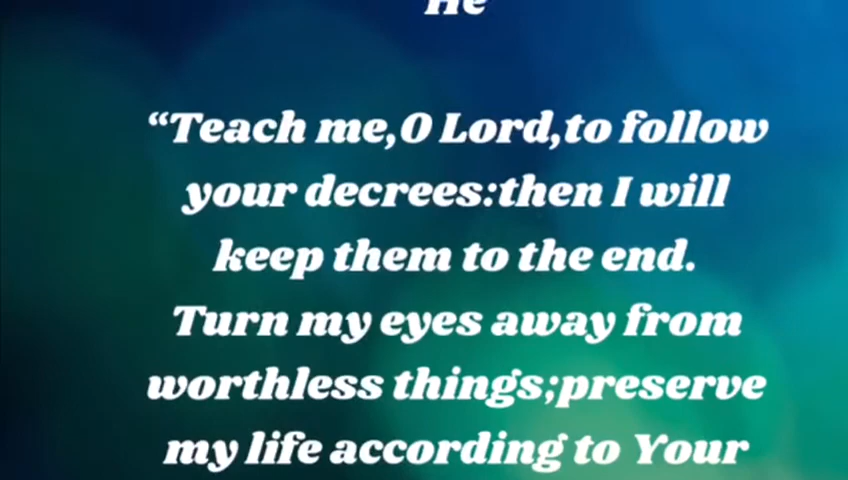 He
“Teach me,O Lord,to follow
your decrees:then I will
keep them to the end.
Turn my eyes away from
worthless things;preserve
my life according to Your